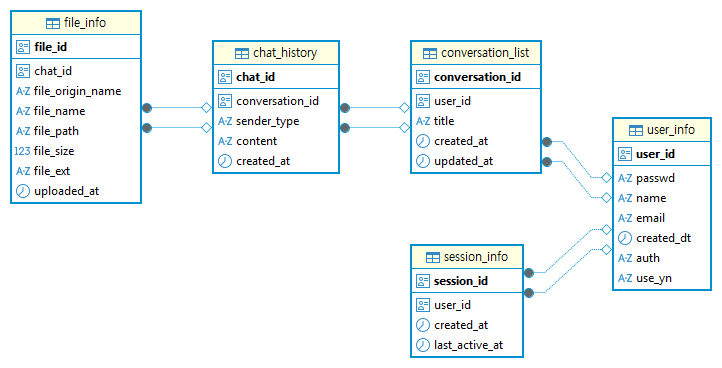 file_info
file_id
chat_id
file_origin_name
A-Z file_name
A-Z file_path
123 file_size
A-Z file_ext
uploaded_at
chat_history
chat_id
conversation_id
A-Z sender_type
A-Z content
created_at
conversation_list
conversation_id
user_id
A-Z title
created_at
updated_at
user_info
user_id
A-Z passwd
A-Z name
A-Z email
created_dt
A-Z auth
A-Z use_yn
session_info
session_id
user_id
created_at
last_active_at